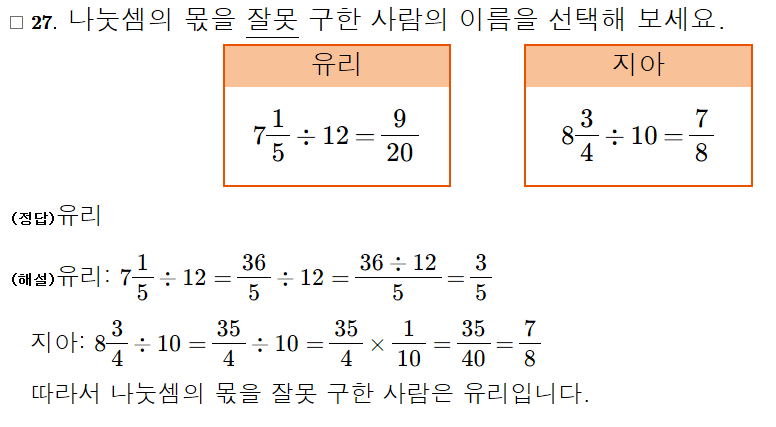 □ 27. 나눗셈의 몫을 잘못 구한 사람의 이름을 선택해 보세요.
유리
7 1/5 ÷ 12 = 9/20
지아
8 3/4 ÷ 10 = 7/8
(정답)유리
(해설)유리: 7 1/5 ÷ 12 = 36/5 ÷ 12 = (36 ÷ 12)/5 = 3/5
지아: 8 3/4 ÷ 10 = 35/4 ÷ 10 = 35/4 × 1/10 = 35/40 = 7/8
따라서 나눗셈의 몫을 잘못 구한 사람은 유리입니다.